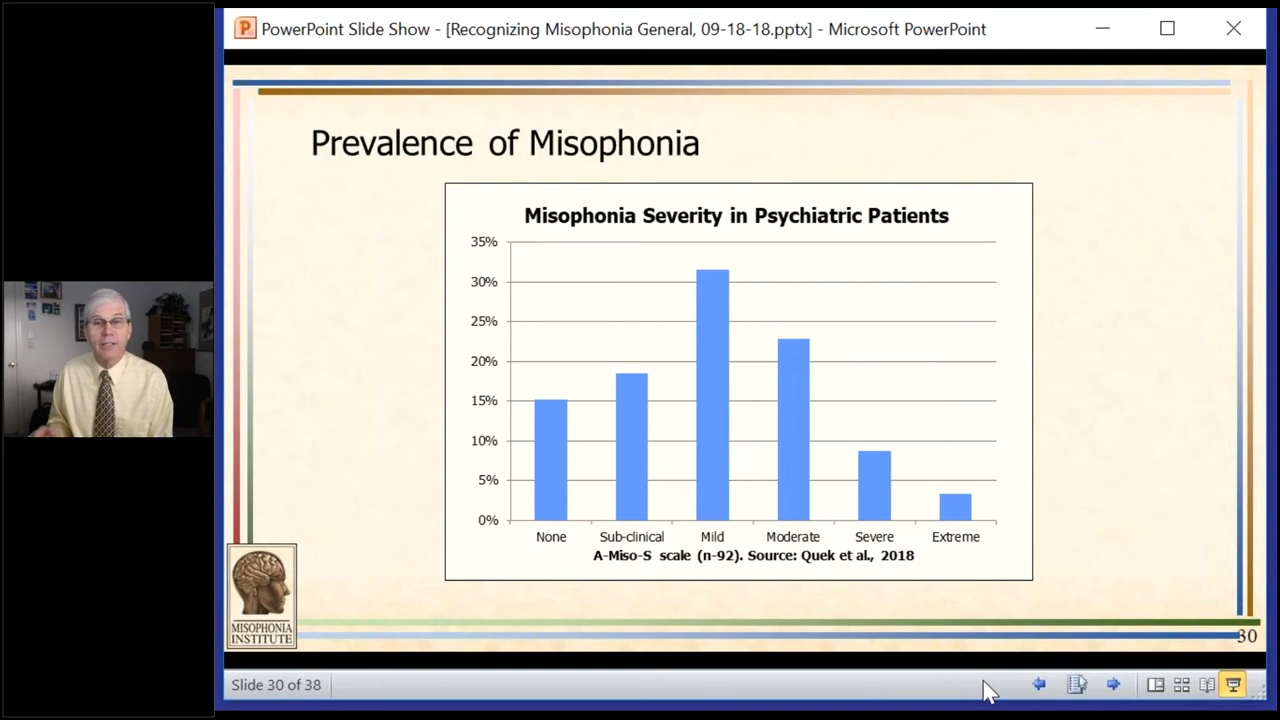 PowerPoint Slide Show - [Recognizing Misophonia General, 09-18-18.pptx] - Microsoft PowerPoint
Prevalence of Misophonia
Misophonia Severity in Psychiatric Patients
35%
30%
25%
20%
15%
10%
5%
0%
None Sub-clinical Mild Moderate Severe Extreme
A-Miso-S scale (n-92). Source: Quek et al., 2018
MISOPHONIA
INSTITUTE
30
Slide 30 of 38